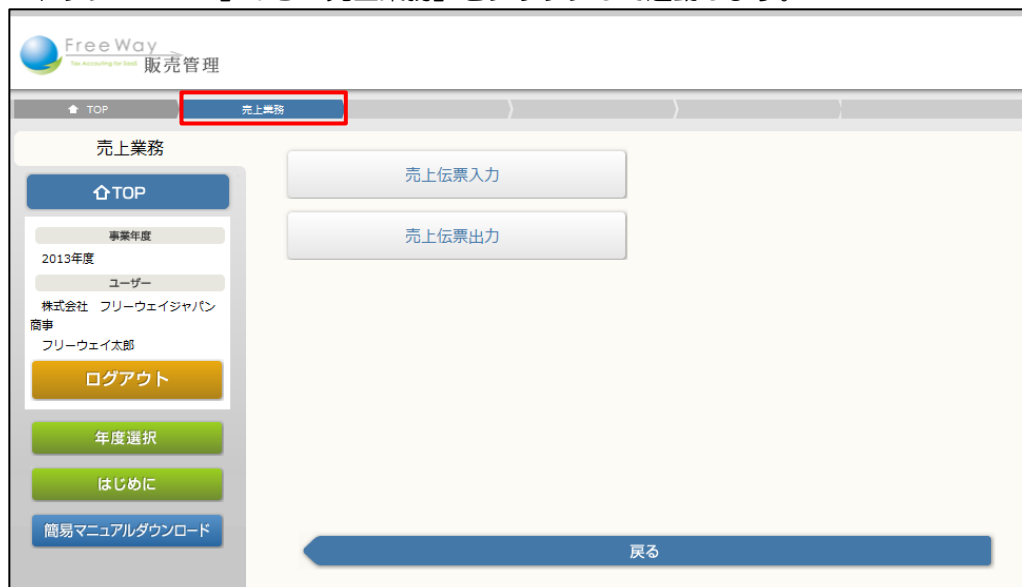 FreeWay
Tax Accounting for SaaS
販売管理
TOP
売上業務
売上業務
TOP
事業年度
2013年度
ユーザー
株式会社 フリーウェイジャパン
商事
フリーウェイ太郎
ログアウト
年度選択
はじめに
簡易マニュアルダウンロード
売上伝票入力
売上伝票出力
戻る